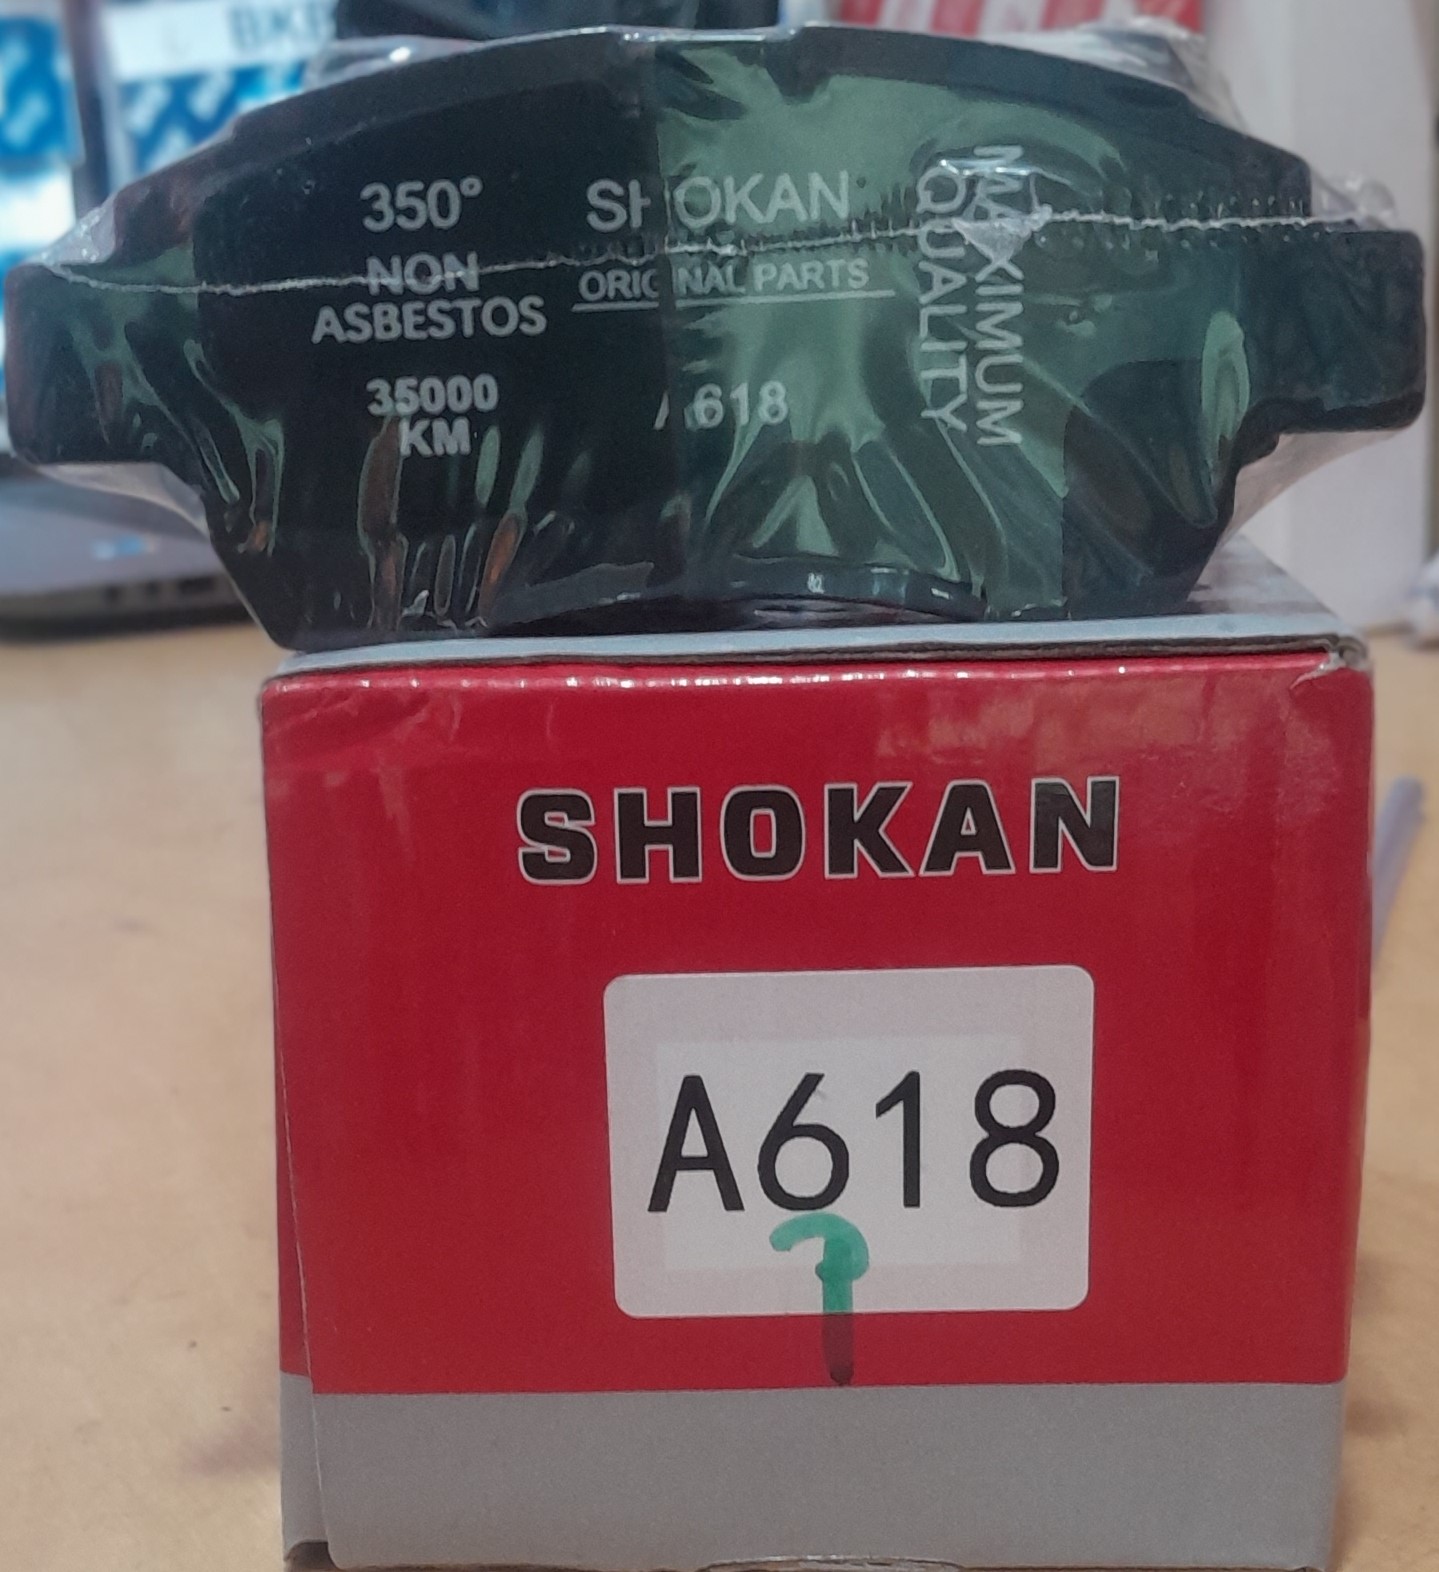 350°
NON
ASBESTOS
35000
KM
SHOKAN
ORIGINAL PARTS
A618
MAXIMUM
QUALITY
SHOKAN
A618